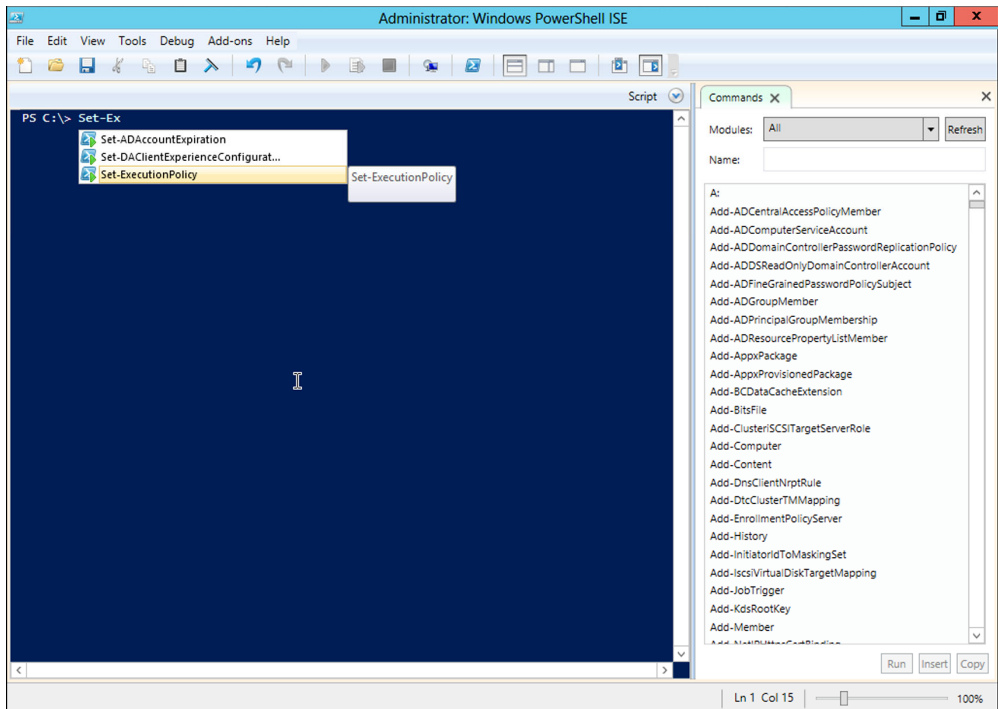 Administrator: Windows PowerShell ISE
File Edit View Tools Debug Add-ons Help
Script
PS C:\> Set-Ex
Set-ADAccountExpiration
Set-DAClientExperienceConfigurat...
Set-ExecutionPolicy
Set-ExecutionPolicy
Commands
Modules: All Refresh
Name:
A:
Add-ADCentralAccessPolicyMember
Add-ADComputerServiceAccount
Add-ADDomainControllerPasswordReplicationPolicy
Add-ADDSReadOnlyDomainControllerAccount
Add-ADFineGrainedPasswordPolicySubject
Add-ADGroupMember
Add-ADPrincipalGroupMembership
Add-ADResourcePropertyListMember
Add-AppxPackage
Add-AppxProvisionedPackage
Add-BCDataCacheExtension
Add-BitsFile
Add-ClusteriSCSITargetServerRole
Add-Computer
Add-Content
Add-DnsClientNrptRule
Add-DtcClusterTMMapping
Add-EnrollmentPolicyServer
Add-History
Add-InitiatorIdToMaskingSet
Add-IscsiVirtualDiskTargetMapping
Add-JobTrigger
Add-KdsRootKey
Add-Member
Run Insert Copy
Ln 1 Col 15 100%